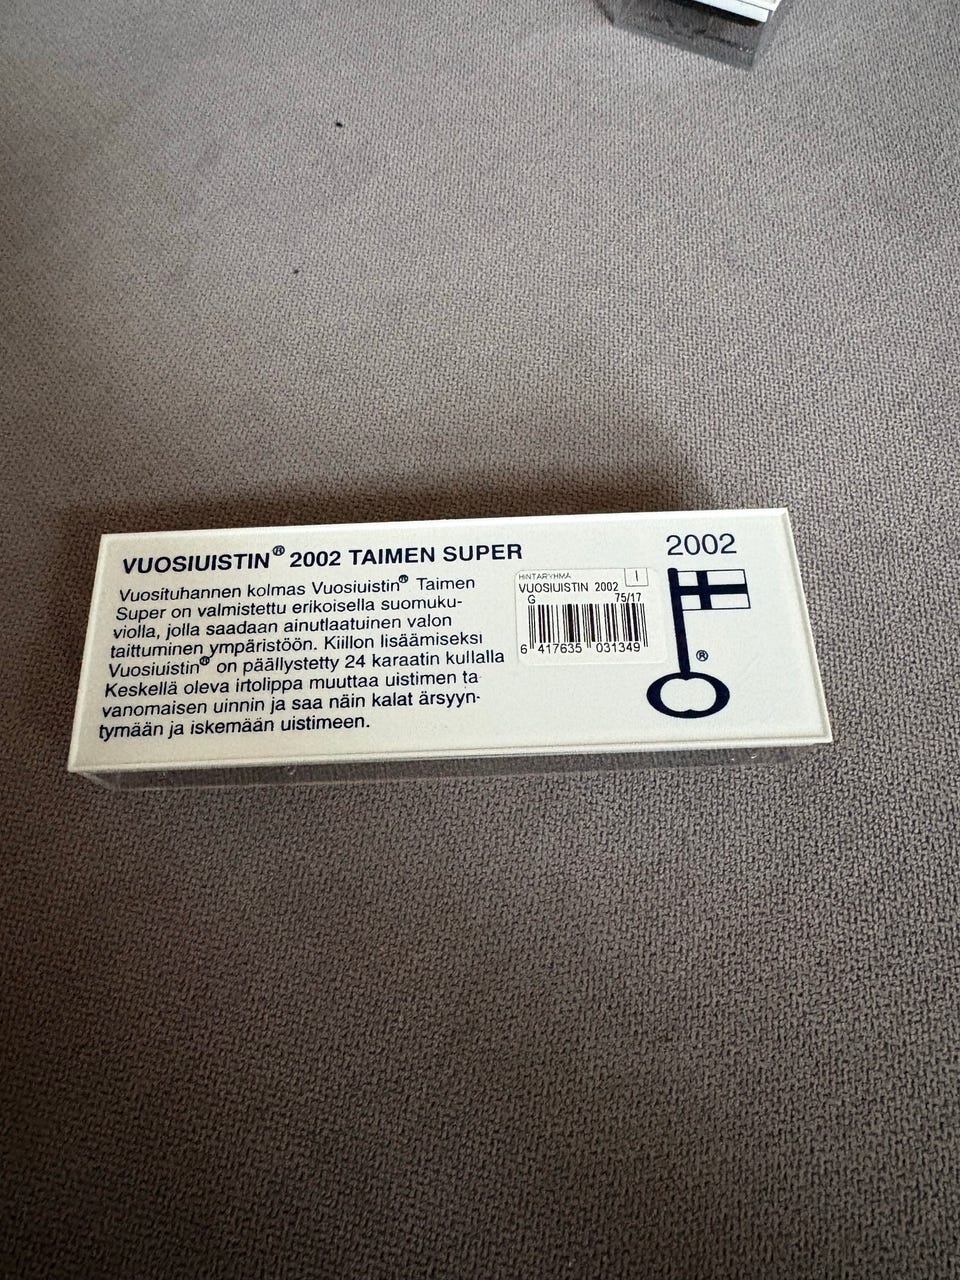 VUOSIUISTIN® 2002 TAIMEN SUPER
Vuosituhannen kolmas Vuosiuistin® Taimen
Super on valmistettu erikoisella suomuku-
violla, jolla saadaan ainutlaatuinen valon
taittuminen ympäristöön. Kiillon lisäämiseksi
Vuosiuistin® on päällystetty 24 karaatin kullalla
Keskellä oleva irtolippa muuttaa uistimen ta
vanomaisen uinnin ja saa näin kalat ärsyyn-
tymään ja iskemään uistimeen.
HINTARYHMÄ I
VUOSIUISTIN 2002
G 75/17
6 417635 031349
2002
®